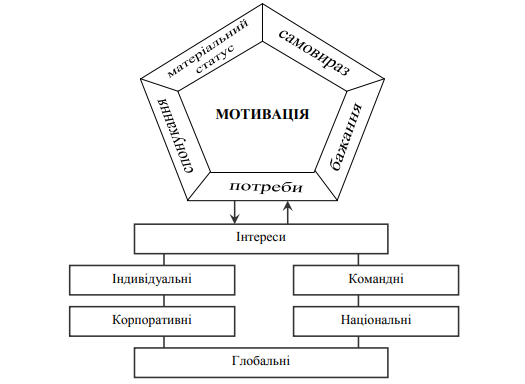 матеріальний
статус
самовираз
МОТИВАЦІЯ
спонукання
бажання
потреби
Інтереси
Індивідуальні
Командні
Корпоративні
Національні
Глобальні